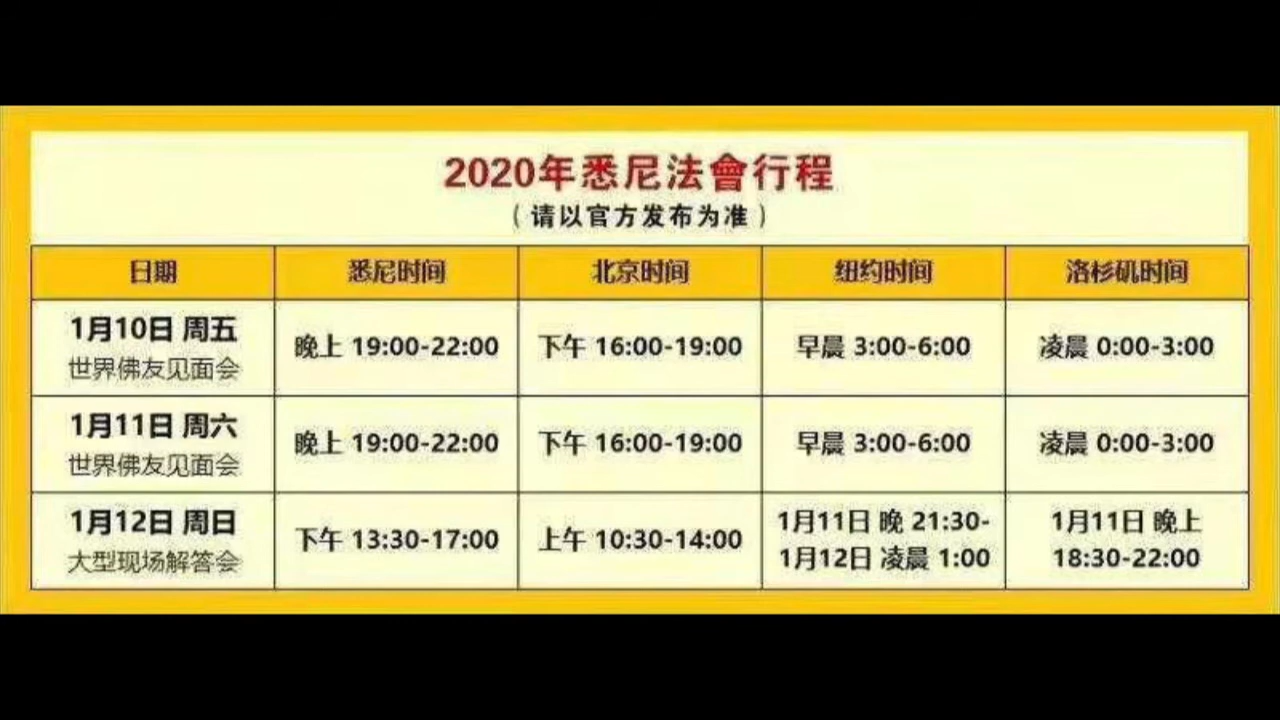 2020年悉尼法會行程
（请以官方发布为准）
日期 悉尼时间 北京时间 纽约时间 洛杉矶时间
1月10日 周五
世界佛友见面会
晚上 19:00-22:00 下午 16:00-19:00 早晨 3:00-6:00 凌晨 0:00-3:00
1月11日 周六
世界佛友见面会
晚上 19:00-22:00 下午 16:00-19:00 早晨 3:00-6:00 凌晨 0:00-3:00
1月12日 周日
大型现场解答会
下午 13:30-17:00 上午 10:30-14:00
1月11日 晚 21:30-
1月12日 凌晨 1:00
1月11日 晚上
18:30-22:00